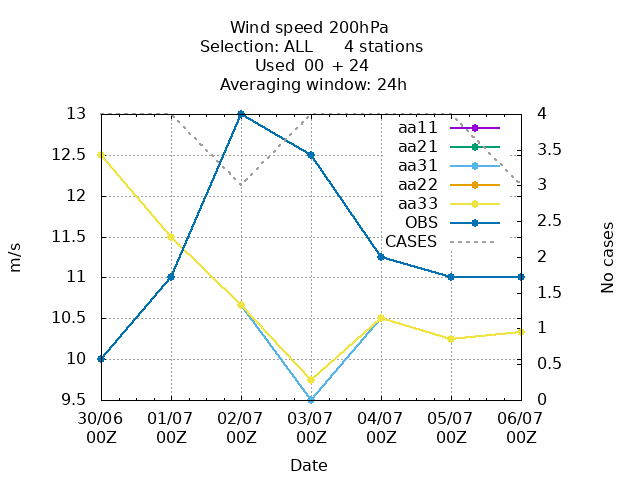 Wind speed 200hPa
Selection: ALL 4 stations
Used 00 + 24
Averaging window: 24h
13
12.5
12
11.5
11
10.5
10
9.5
m/s
4
3.5
3
2.5
2
1.5
1
0.5
0
No cases
aa11
aa21
aa31
aa22
aa33
OBS
CASES
30/06 01/07 02/07 03/07 04/07 05/07 06/07
00Z 00Z 00Z 00Z 00Z 00Z 00Z
Date